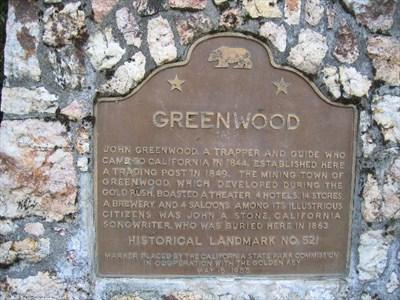 GREENWOOD
JOHN GREENWOOD, A TRAPPER AND GUIDE WHO
CAME TO CALIFORNIA IN 1844, ESTABLISHED HERE
A TRADING POST IN 1849. THE MINING TOWN OF
GREENWOOD, WHICH DEVELOPED DURING THE
GOLD RUSH, BOASTED A THEATER, 4 HOTELS, 14 STORES,
A BREWERY AND 4 SALOONS. AMONG ITS ILLUSTRIOUS
CITIZENS WAS JOHN A. STONE, CALIFORNIA
SONGWRITER, WHO WAS BURIED HERE IN 1863.
HISTORICAL LANDMARK NO. 521
MARKER PLACED BY THE CALIFORNIA STATE PARK COMMISSION
IN COOPERATION WITH THE GOLDEN KEY
MAY 15, 1955